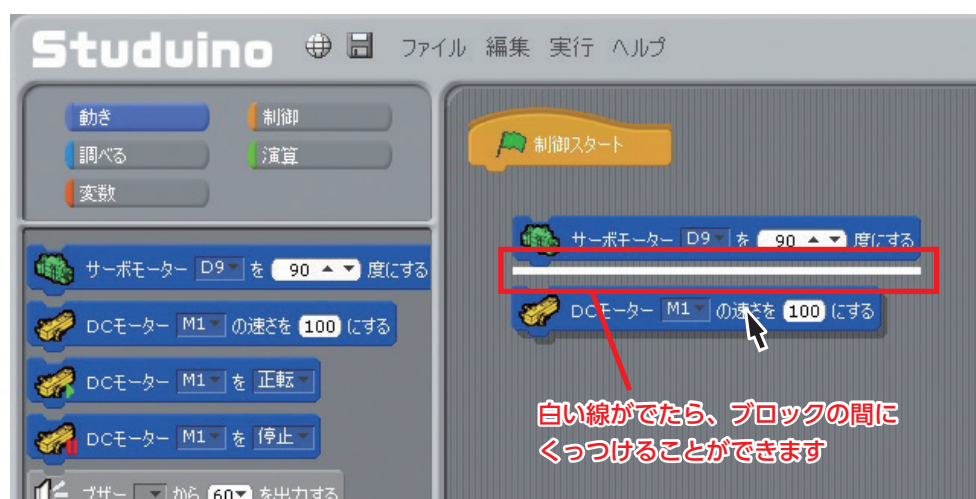 Studuino ファイル 編集 実行 ヘルプ
動き 制御
調べる 演算
変数
サーボモーター D9 を 90 度にする
DCモーター M1 の速さを 100 にする
DCモーター M1 を 正転
DCモーター M1 を 停止
ブザー から 60 を出力する
制御スタート
サーボモーター D9 を 90 度にする
DCモーター M1 の速さを 100 にする
白い線がでたら、ブロックの間に
くっつけることができます